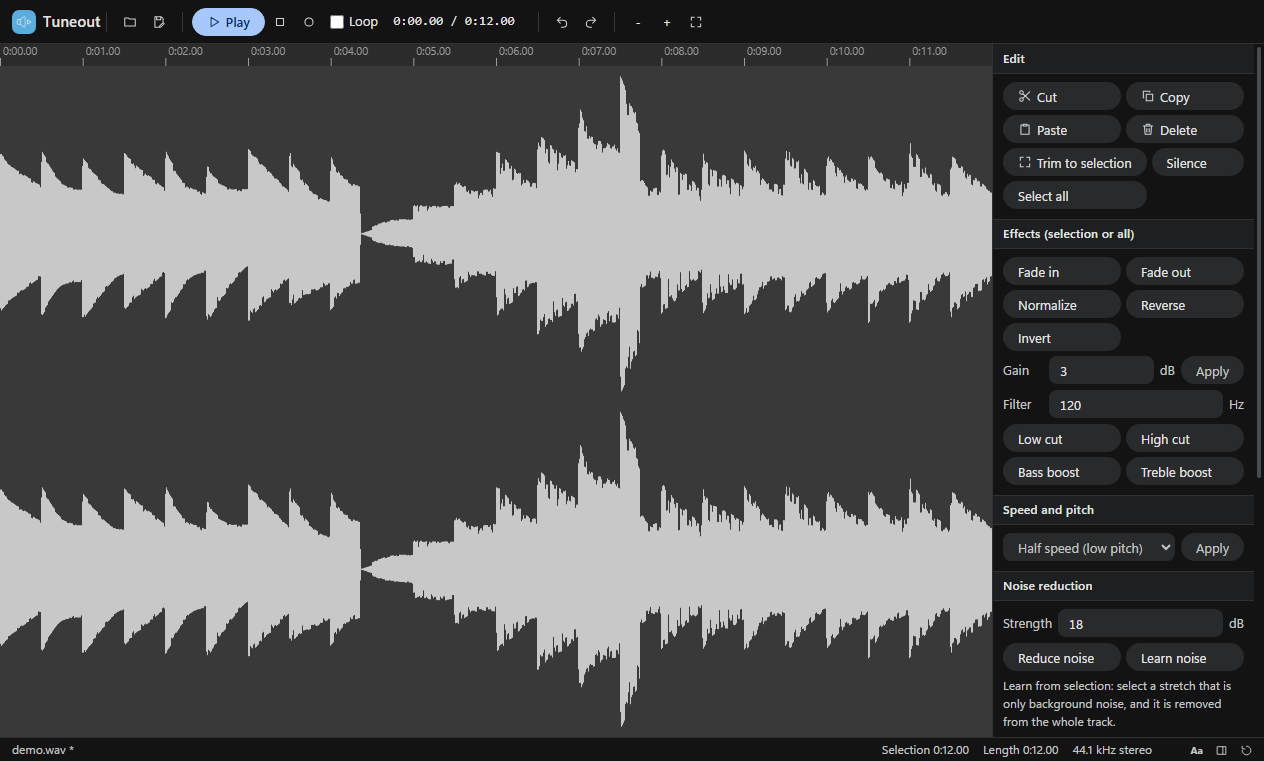 Tuneout
Play
Loop
0:00.00 / 0:12.00
-
+
0:00.00 0:01.00 0:02.00 0:03.00 0:04.00 0:05.00 0:06.00 0:07.00 0:08.00 0:09.00 0:10.00 0:11.00
Edit
Cut
Copy
Paste
Delete
Trim to selection
Silence
Select all
Effects (selection or all)
Fade in
Fade out
Normalize
Reverse
Invert
Gain 3 dB Apply
Filter 120 Hz
Low cut
High cut
Bass boost
Treble boost
Speed and pitch
Half speed (low pitch) Apply
Noise reduction
Strength 18 dB
Reduce noise
Learn noise
Learn from selection: select a stretch that is
only background noise, and it is removed
from the whole track.
demo.wav *
Selection 0:12.00 Length 0:12.00 44.1 kHz stereo Aa